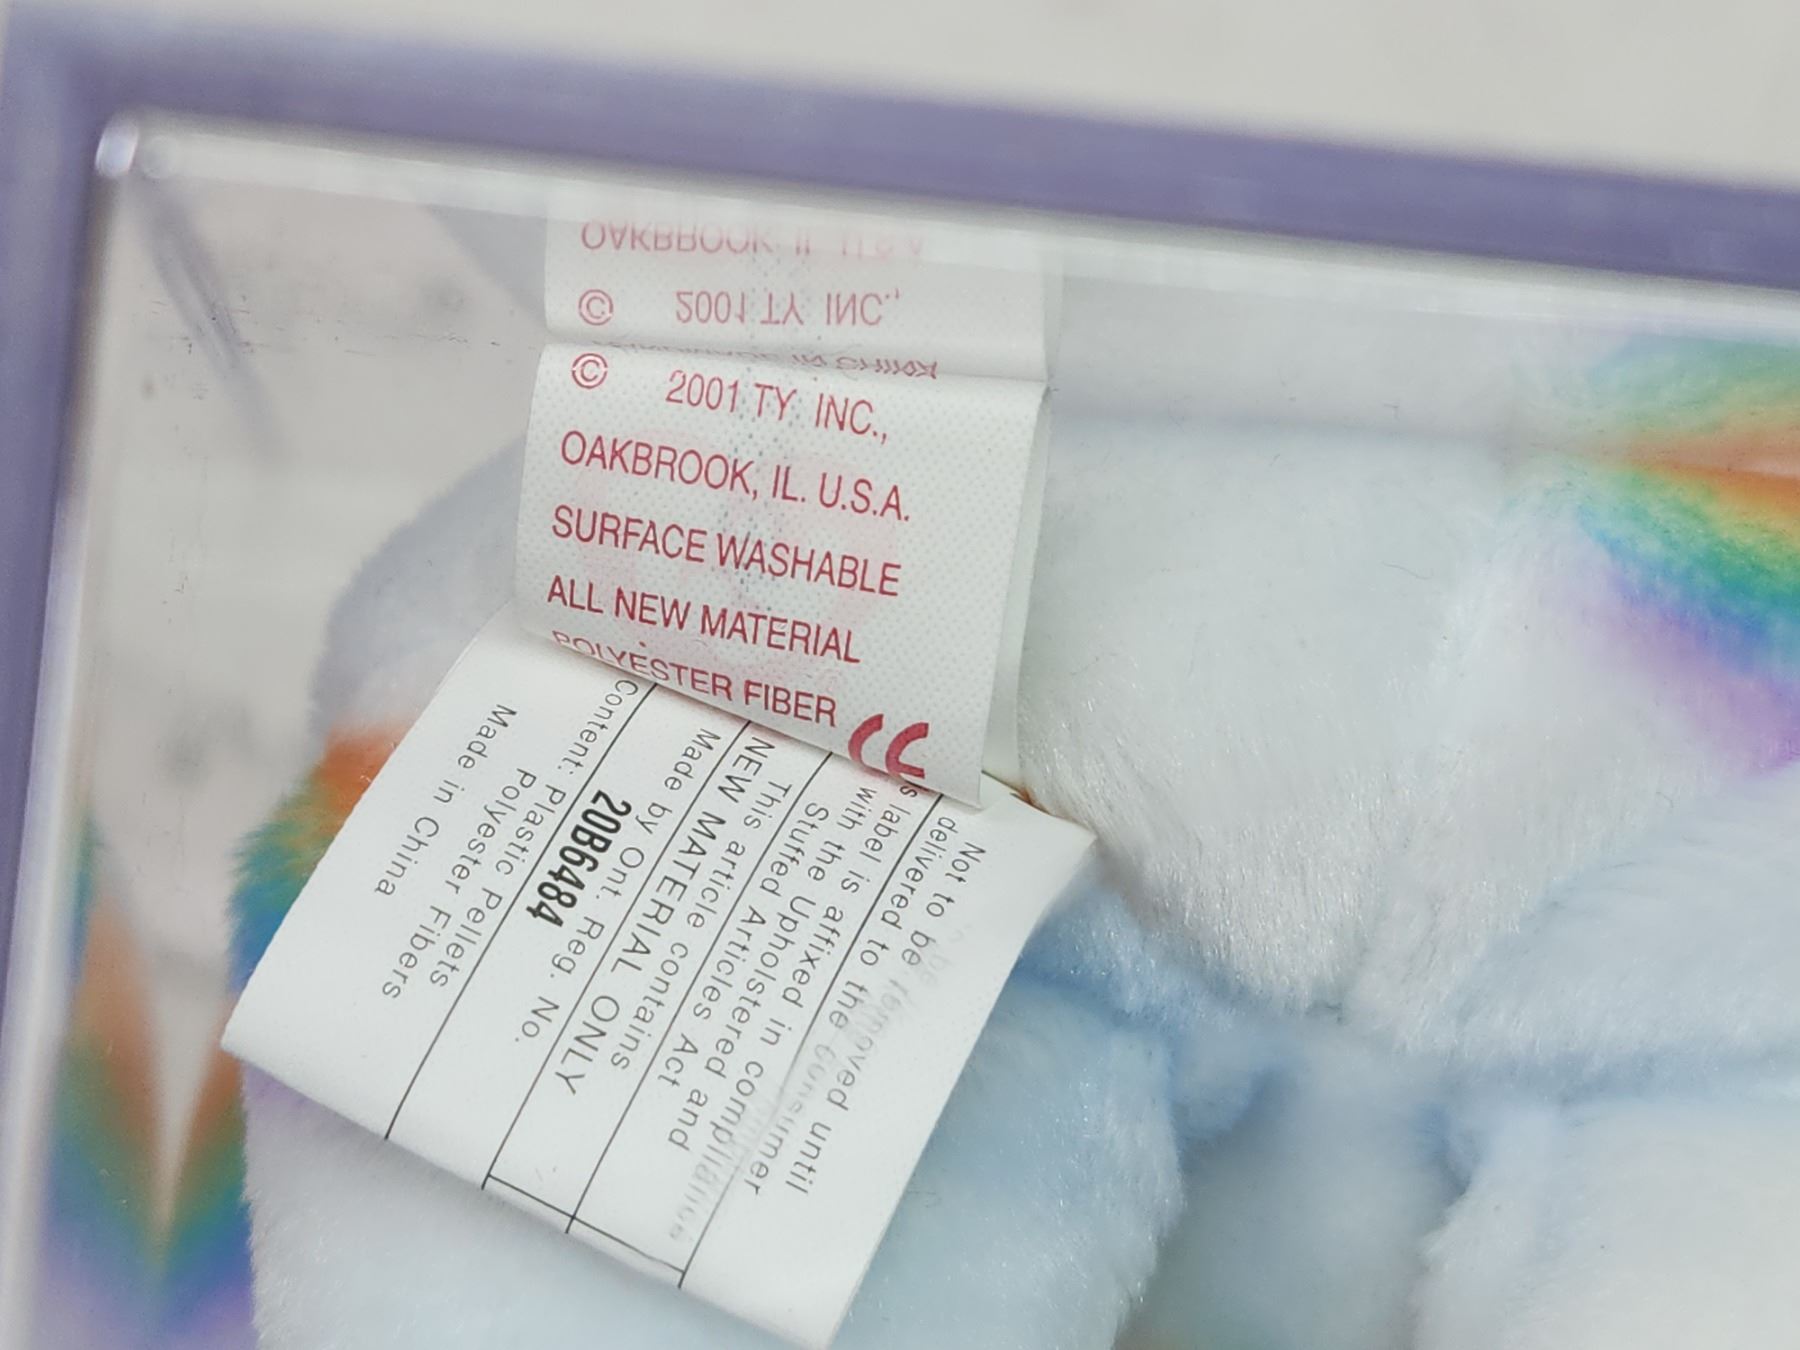 © 2001 TY INC.,
OAKBROOK, IL. U.S.A.
SURFACE WASHABLE
ALL NEW MATERIAL
POLYESTER FIBER
CE
Not to be removed until
delivered to the consumer
label is affixed in compliance
with the Upholstered and
Stuffed Articles Act
This article contains
NEW MATERIAL ONLY
Made by Ont. Reg. No.
20B6484
Content: Plastic Pellets
Polyester Fibers
Made in China